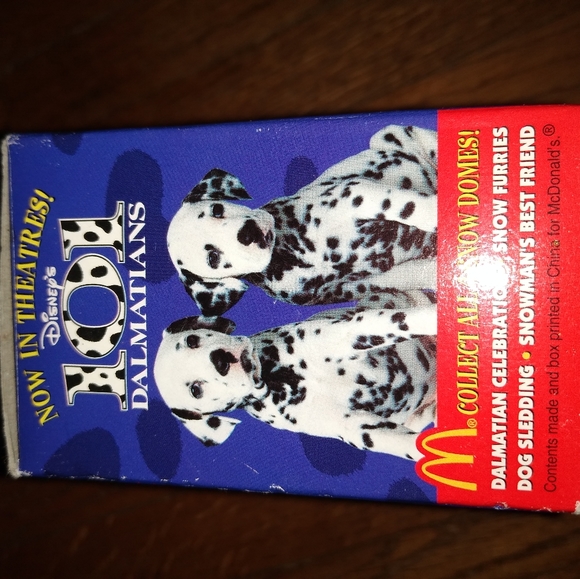 NOW IN THEATRES!
Disney's
101
DALMATIANS
COLLECT ALL SNOW DOMES!
DALMATIAN CELEBRATION SNOW FURRIES
DOG SLEDDING • SNOWMAN'S BEST FRIEND
Contents made and box printed in China for McDonald's.®